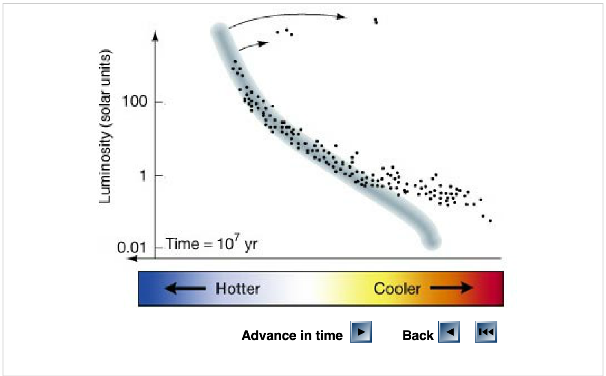 Luminosity (solar units)
100
1
0.01
Time = 10⁷ yr
Hotter
Cooler
Advance in time
Back